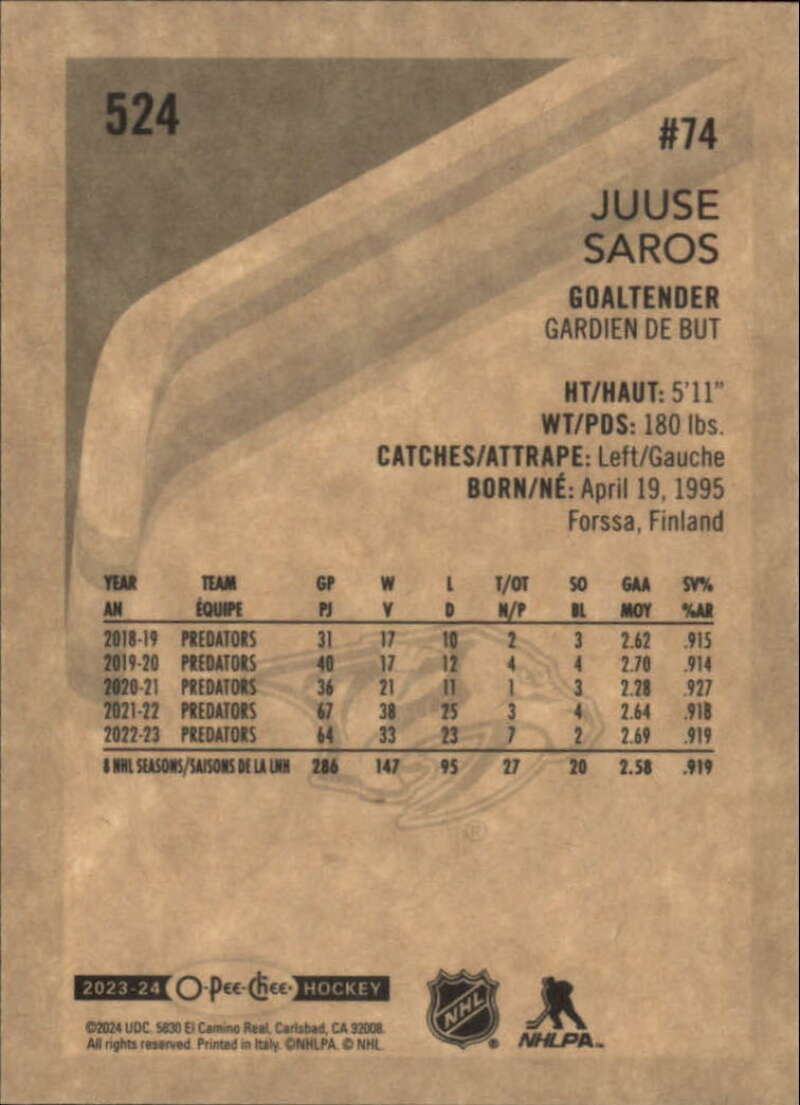 524
#74
JUUSE
SAROS
GOALTENDER
GARDIEN DE BUT
HT/HAUT: 5'11"
WT/PDS: 180 lbs.
CATCHES/ATTRAPE: Left/Gauche
BORN/NÉ: April 19, 1995
Forssa, Finland
YEAR TEAM GP W L T/OT SO GAA SV%
AN ÉQUIPE PJ V D N/P BL MOY %AR
2018-19 PREDATORS 31 17 10 2 3 2.62 .915
2019-20 PREDATORS 40 17 12 4 4 2.70 .914
2020-21 PREDATORS 36 21 11 1 3 2.28 .927
2021-22 PREDATORS 67 38 25 3 4 2.64 .918
2022-23 PREDATORS 64 33 23 7 2 2.69 .919
8 NHL SEASONS/SAISONS DE LA LNH 286 147 95 27 20 2.58 .919
®
2023-24 O-Pee-Chee HOCKEY
©2024 UDC. 5830 El Camino Real, Carlsbad, CA 92008.
All rights reserved. Printed in Italy. ©NHLPA. © NHL.
NHL ®
NHLPA™